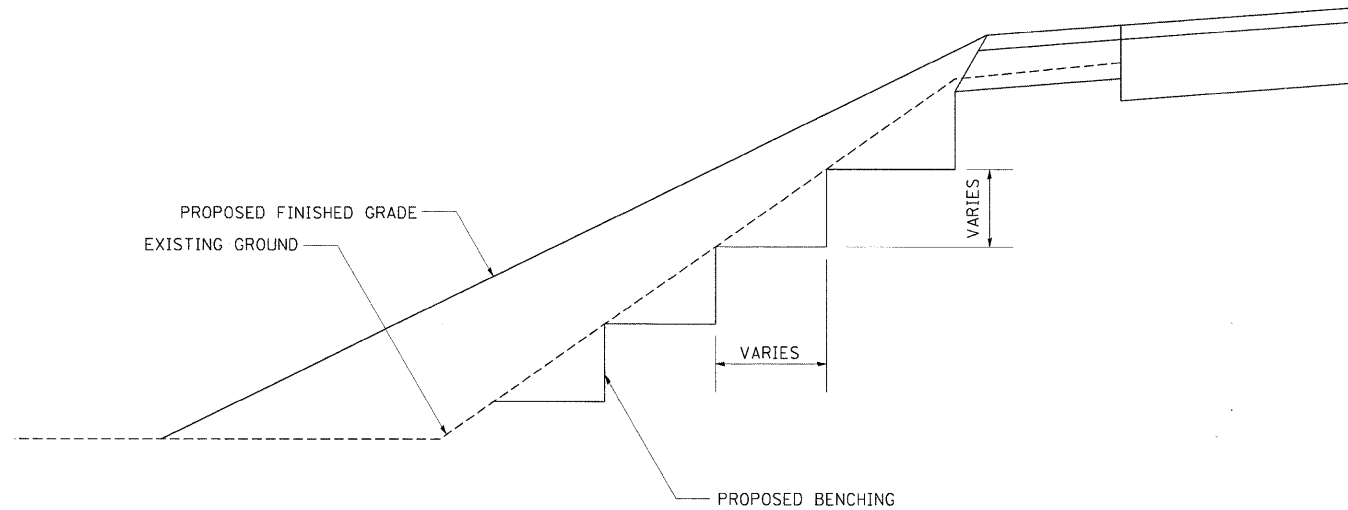 PROPOSED FINISHED GRADE
EXISTING GROUND
VARIES
VARIES
PROPOSED BENCHING